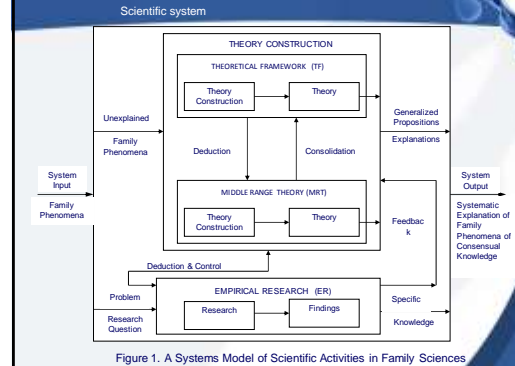 Scientific system
THEORY CONSTRUCTION
THEORETICAL FRAMEWORK (TF)
Theory
Construction
Theory
Unexplained
Family
Phenomena
Generalized
Propositions
Explanations
Deduction
Consolidation
System
Input
Family
Phenomena
MIDDLE RANGE THEORY (MRT)
Theory
Construction
Theory
Feedbac
k
System
Output
Systematic
Explanation of
Family
Phenomena of
Consensual
Knowledge
Deduction & Control
Problem
Research
Question
EMPIRICAL RESEARCH (ER)
Research
Findings
Specific
Knowledge
Figure 1. A Systems Model of Scientific Activities in Family Sciences